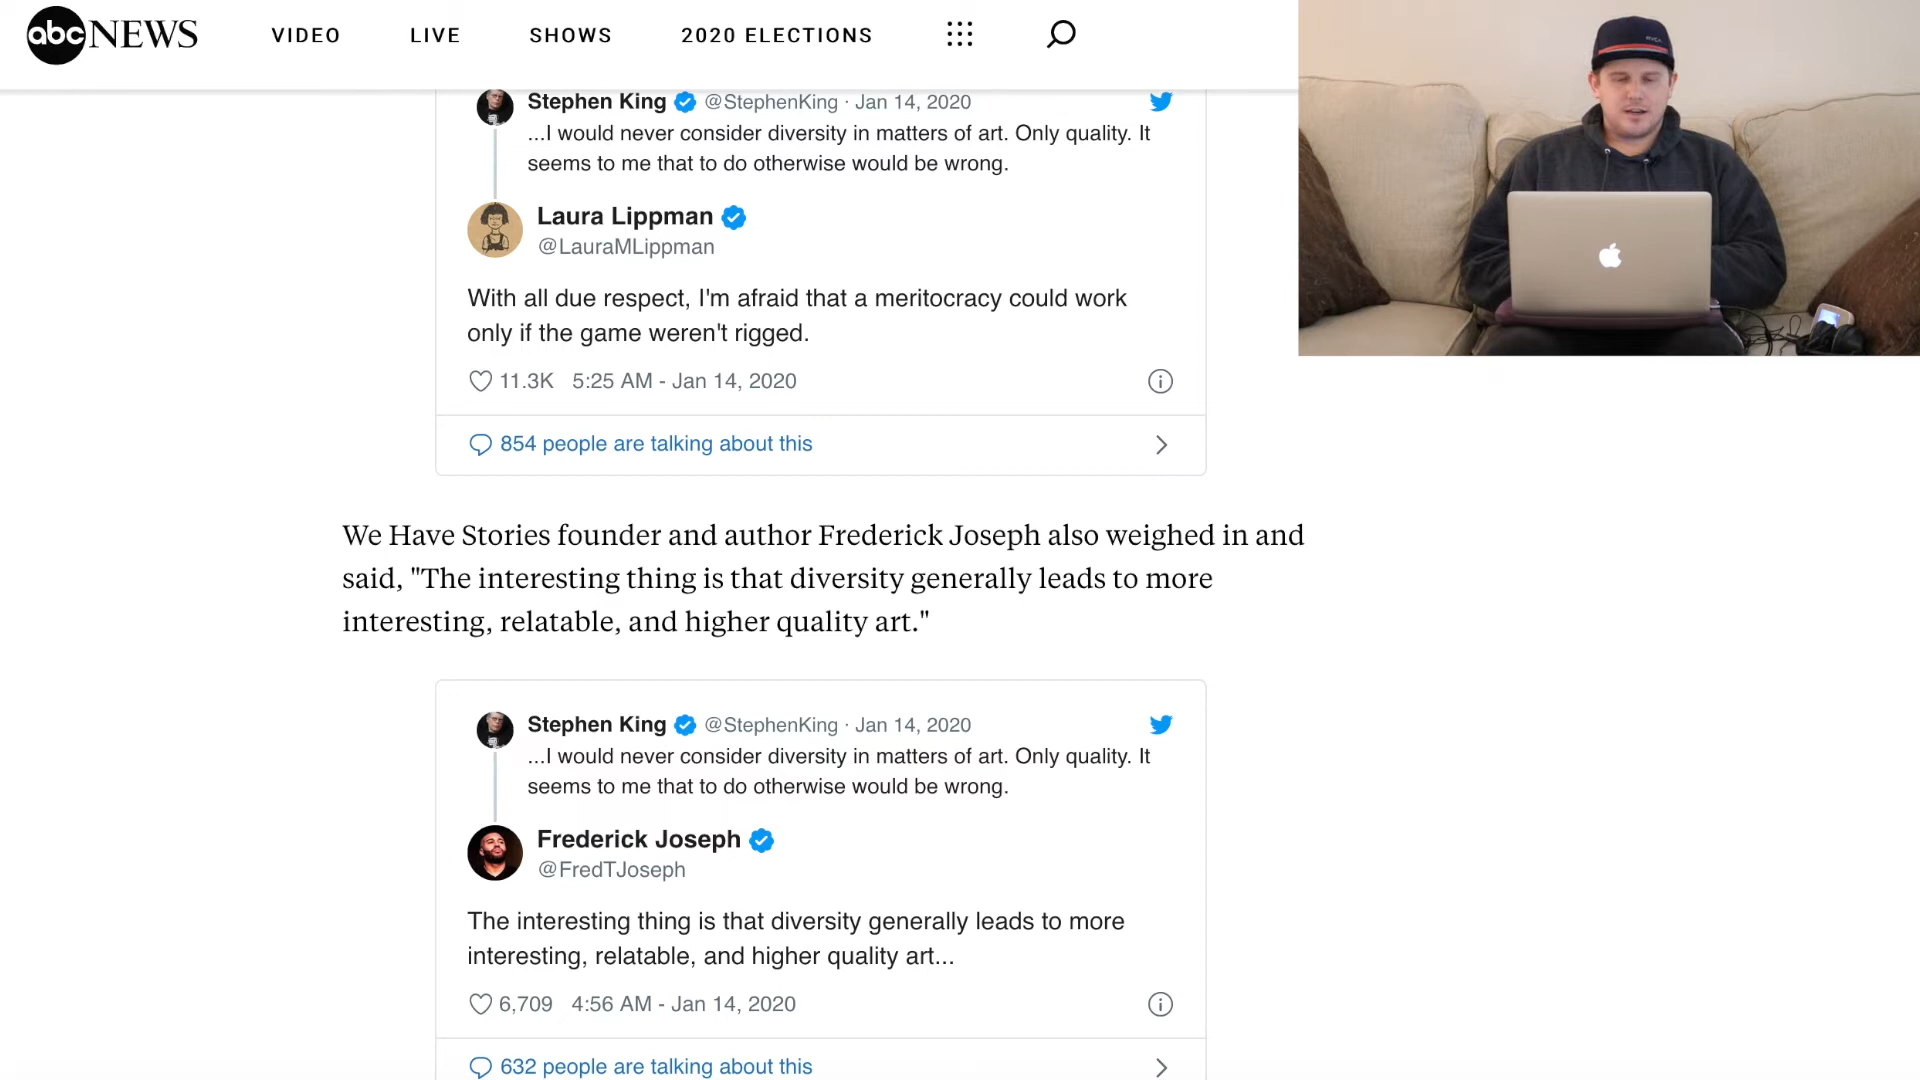 abc NEWS VIDEO LIVE SHOWS 2020 ELECTIONS
Stephen King @StephenKing · Jan 14, 2020
...I would never consider diversity in matters of art. Only quality. It
seems to me that to do otherwise would be wrong.
Laura Lippman
@LauraMLippman
With all due respect, I'm afraid that a meritocracy could work
only if the game weren't rigged.
11.3K 5:25 AM - Jan 14, 2020
854 people are talking about this
We Have Stories founder and author Frederick Joseph also weighed in and
said, "The interesting thing is that diversity generally leads to more
interesting, relatable, and higher quality art."
Stephen King @StephenKing · Jan 14, 2020
...I would never consider diversity in matters of art. Only quality. It
seems to me that to do otherwise would be wrong.
Frederick Joseph
@FredTJoseph
The interesting thing is that diversity generally leads to more
interesting, relatable, and higher quality art...
6,709 4:56 AM - Jan 14, 2020
632 people are talking about this